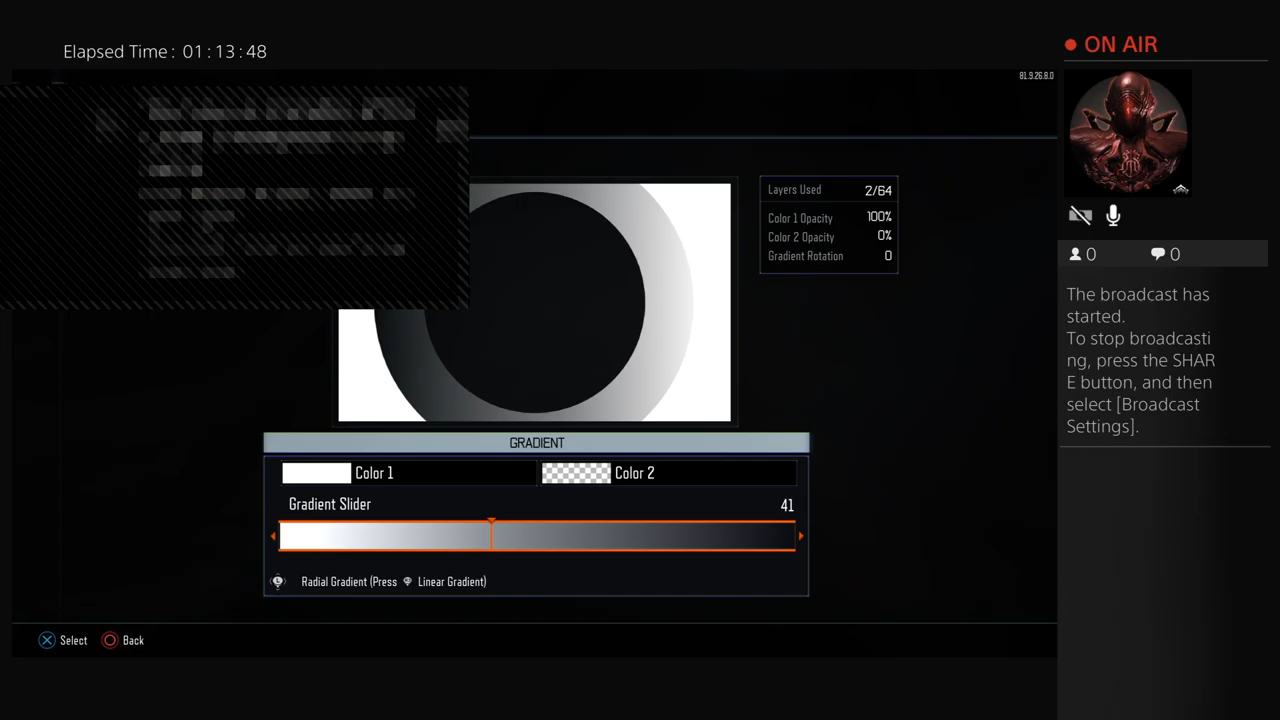 Elapsed Time: 01:13:48
ON AIR
81.9.26.8.0
Layers Used 2/64
Color 1 Opacity 100%
Color 2 Opacity 0%
Gradient Rotation 0
0 0
The broadcast has
started.
To stop broadcasti
ng, press the SHAR
E button, and then
select [Broadcast
Settings].
GRADIENT
Color 1 Color 2
Gradient Slider 41
Radial Gradient (Press Linear Gradient)
Select Back